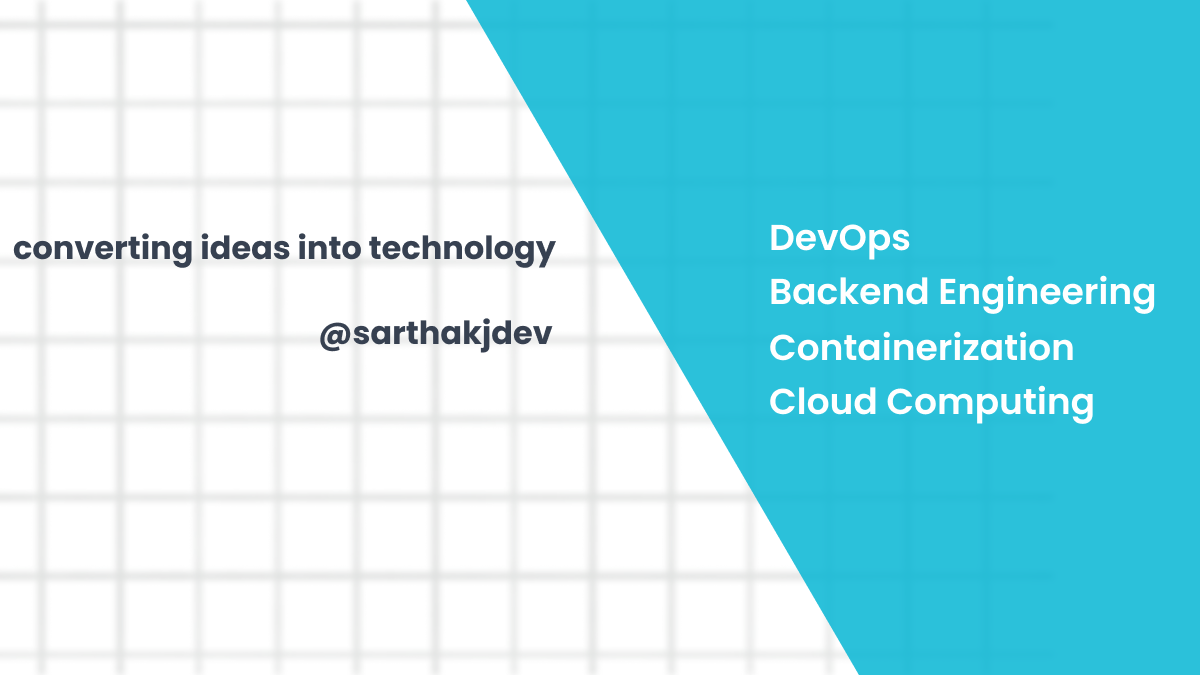 converting ideas into technology
@sarthakjdev
DevOps
Backend Engineering
Containerization
Cloud Computing